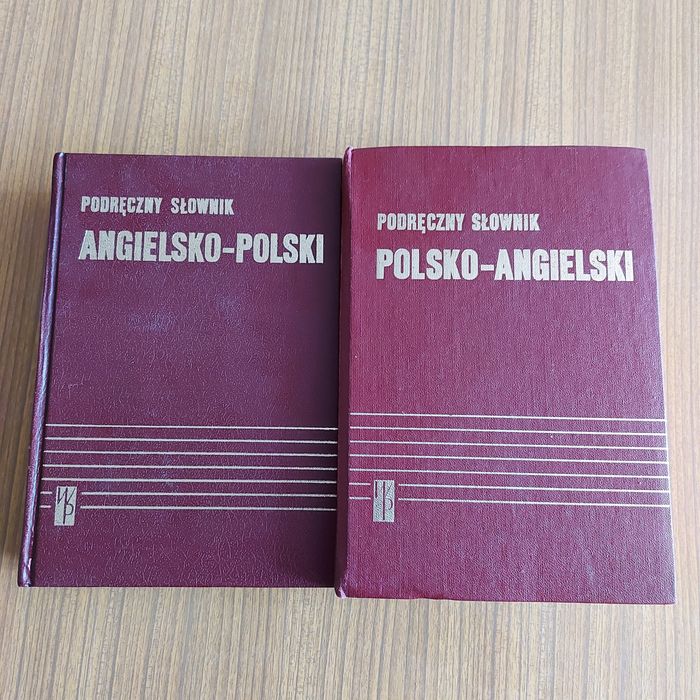 PODRĘCZNY SŁOWNIK
ANGIELSKO-POLSKI
WP
PODRĘCZNY SŁOWNIK
POLSKO-ANGIELSKI
WP